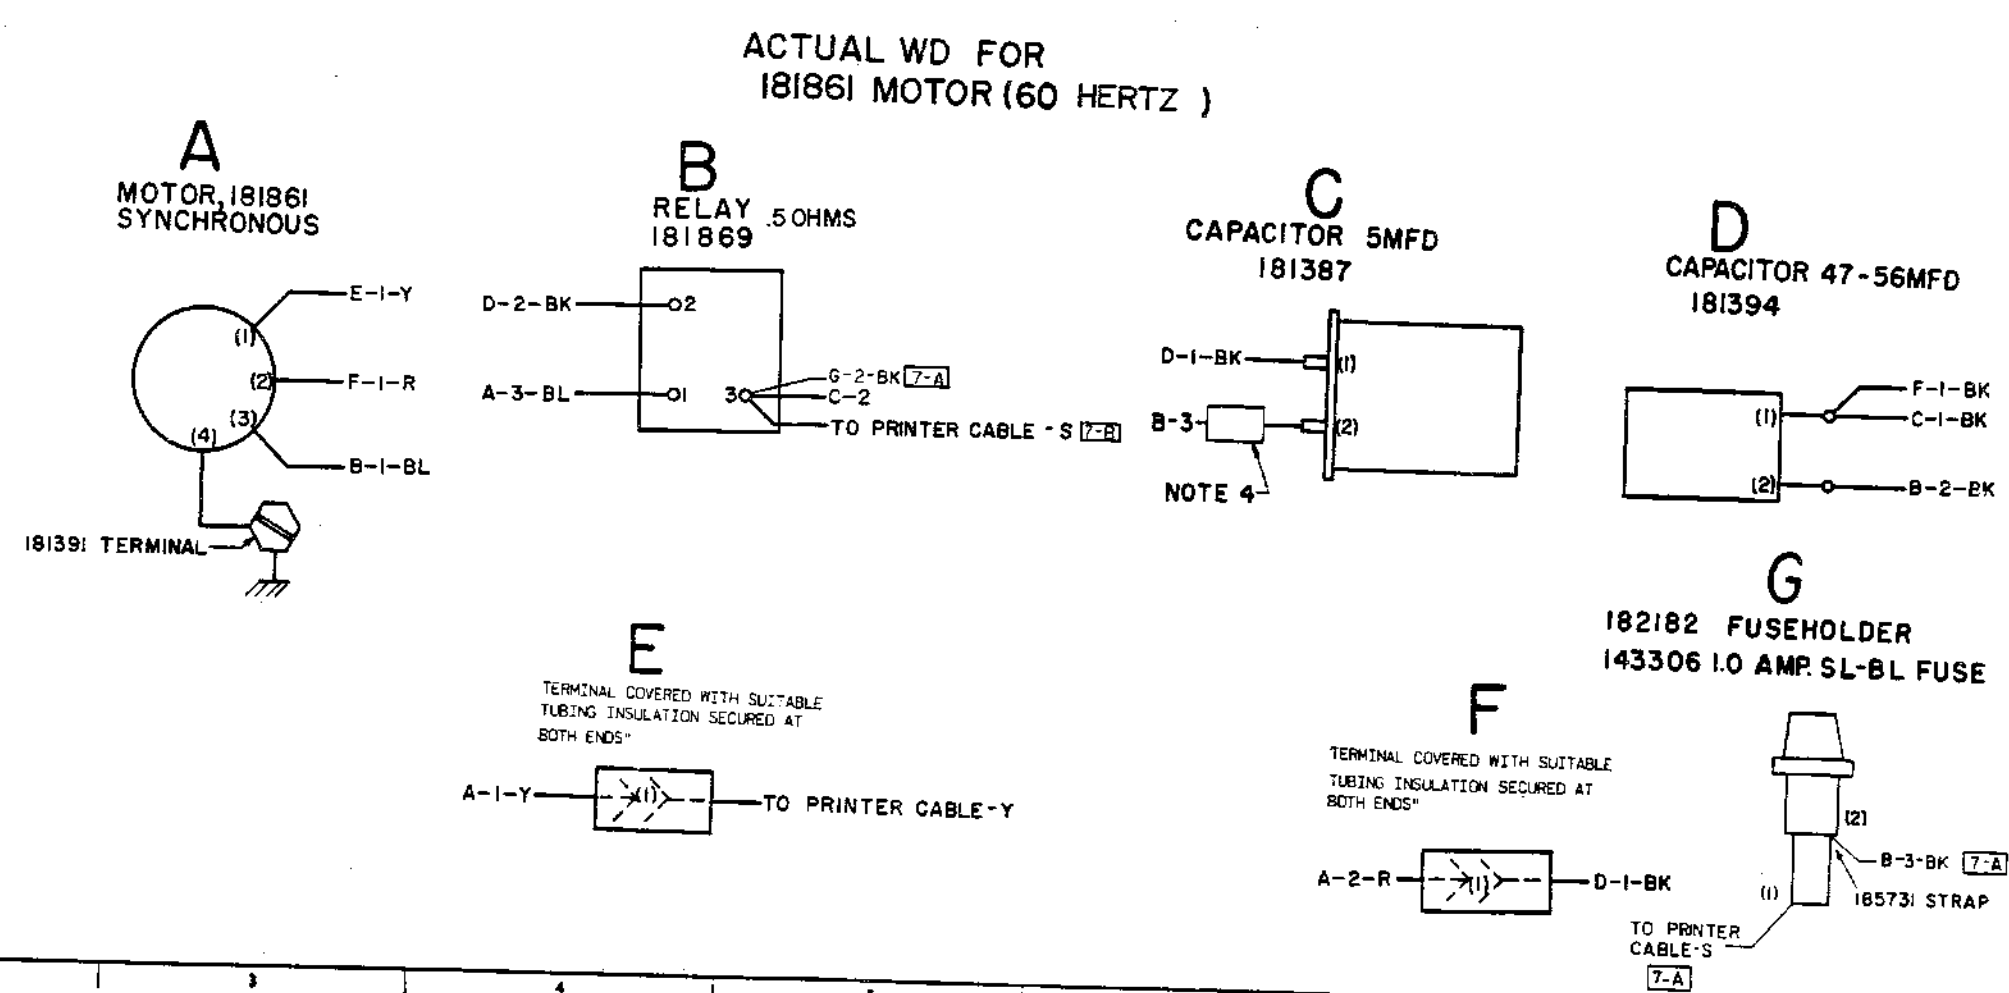 ACTUAL WD FOR
181861 MOTOR (60 HERTZ )
A
MOTOR, 181861
SYNCHRONOUS
(1)
E-1-Y
(2)
F-1-R
(3)
B-1-BL
(4)
181391 TERMINAL
B
RELAY .5 OHMS
181869
D-2-BK
2
A-3-BL
1
3
G-2-BK 7-A
C-2
TO PRINTER CABLE - S 7-B
C
CAPACITOR 5MFD
181387
D-1-BK
(1)
B-3
(2)
NOTE 4
D
CAPACITOR 47-56MFD
181394
(1)
F-1-BK
C-1-BK
(2)
B-2-BK
E
TERMINAL COVERED WITH SUITABLE
TUBING INSULATION SECURED AT
BOTH ENDS"
A-1-Y
(1)
TO PRINTER CABLE-Y
F
TERMINAL COVERED WITH SUITABLE
TUBING INSULATION SECURED AT
BOTH ENDS"
A-2-R
(1)
D-1-BK
G
182182 FUSEHOLDER
143306 1.0 AMP. SL-BL FUSE
(2)
B-3-BK 7-A
185731 STRAP
(1)
TO PRINTER
CABLE-S
7-A
3
4